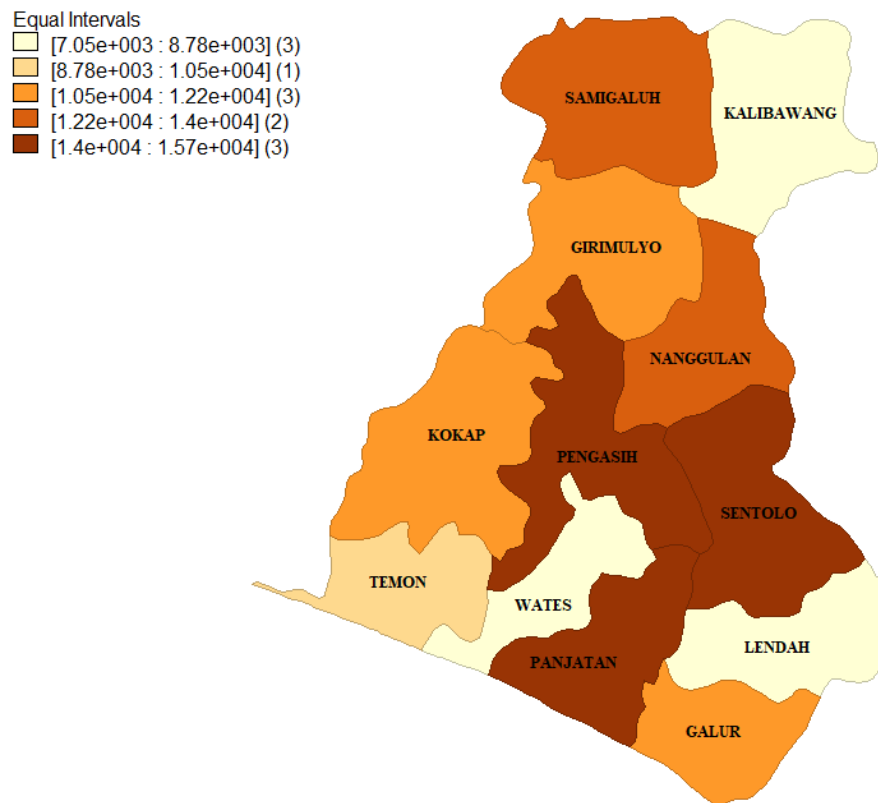 Equal Intervals
[7.05e+003 : 8.78e+003] (3)
[8.78e+003 : 1.05e+004] (1)
[1.05e+004 : 1.22e+004] (3)
[1.22e+004 : 1.4e+004] (2)
[1.4e+004 : 1.57e+004] (3)
SAMIGALUH
KALIBAWANG
GIRIMULYO
NANGGULAN
KOKAP
PENGASIH
SENTOLO
TEMON
WATES
LENDAH
PANJATAN
GALUR